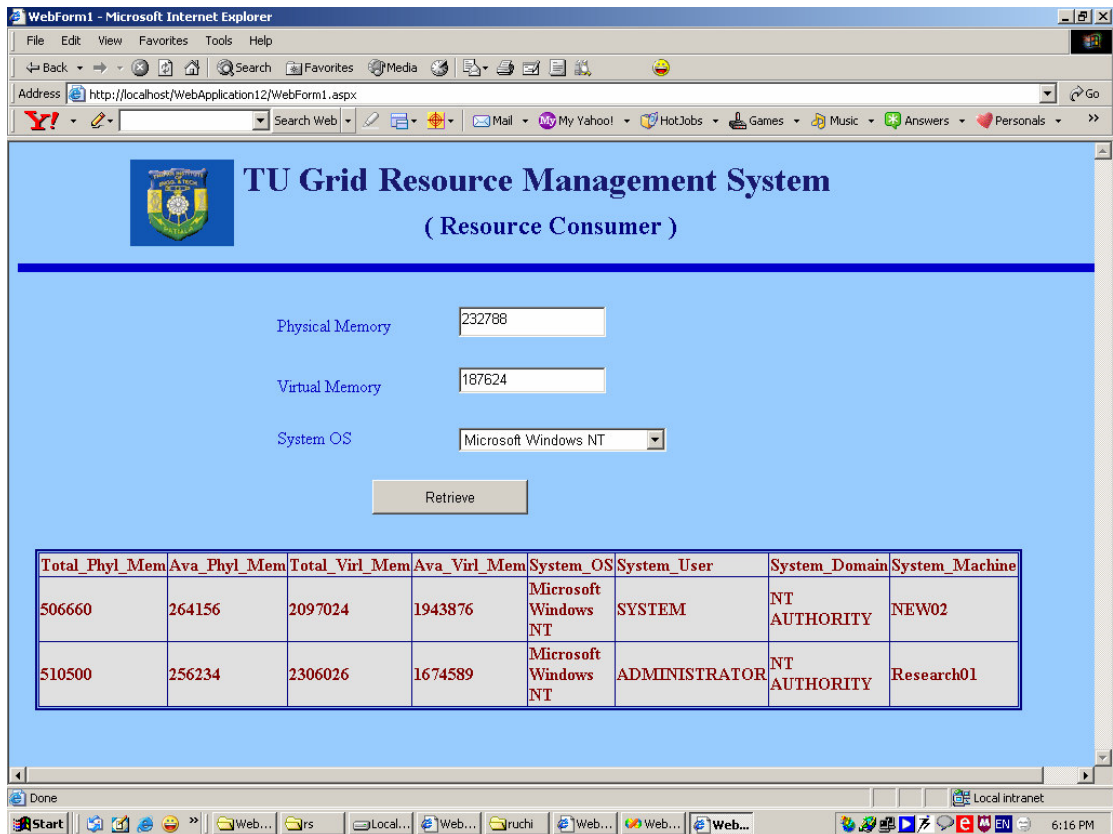 WebForm1 - Microsoft Internet Explorer
File Edit View Favorites Tools Help
Back Search Favorites Media
Address http://localhost/WebApplication12/WebForm1.aspx Go
Y! Search Web Mail My Yahoo! HotJobs Games Music Answers Personals »
TU Grid Resource Management System
( Resource Consumer )
Physical Memory 232788
Virtual Memory 187624
System OS Microsoft Windows NT
Retrieve
Total_Phyl_Mem Ava_Phyl_Mem Total_Virl_Mem Ava_Virl_Mem System_OS System_User System_Domain System_Machine
506660 264156 2097024 1943876 Microsoft Windows NT SYSTEM NT AUTHORITY NEW02
510500 256234 2306026 1674589 Microsoft Windows NT ADMINISTRATOR NT AUTHORITY Research01
Done Local intranet
Start » Web... rs Local... Web... ruchi Web... Web... Web... EN 6:16 PM